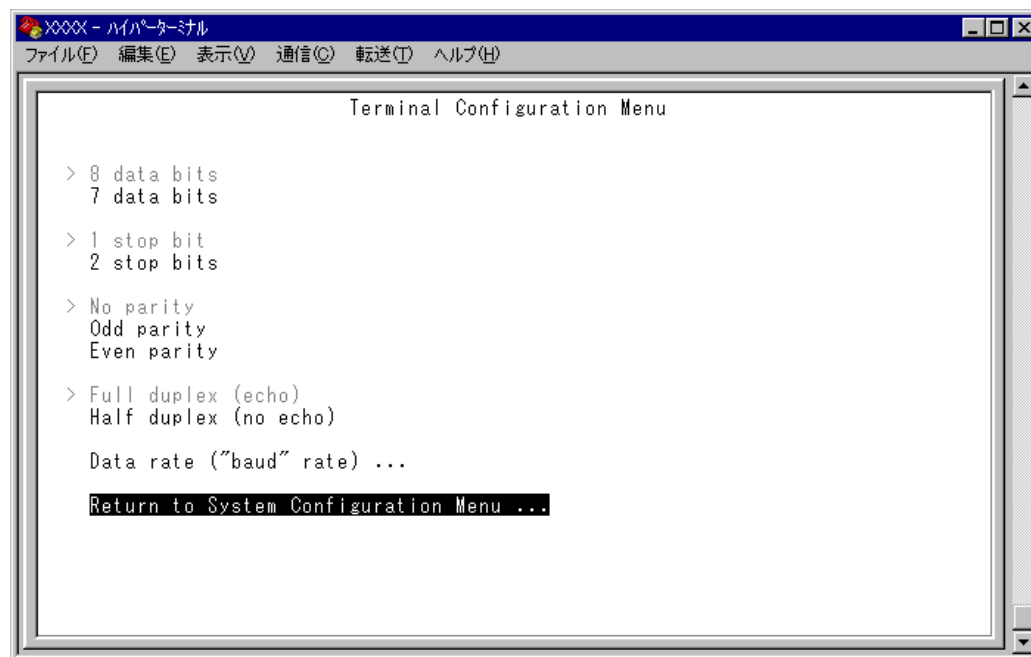 XXXX - ﾊｲﾊﾟｰﾀｰﾐﾅﾙ
ファイル(F) 編集(E) 表示(V) 通信(C) 転送(T) ヘルプ(H)
Terminal Configuration Menu
> 8 data bits
7 data bits
> 1 stop bit
2 stop bits
> No parity
Odd parity
Even parity
> Full duplex (echo)
Half duplex (no echo)
Data rate ("baud" rate) ...
Return to System Configuration Menu ...